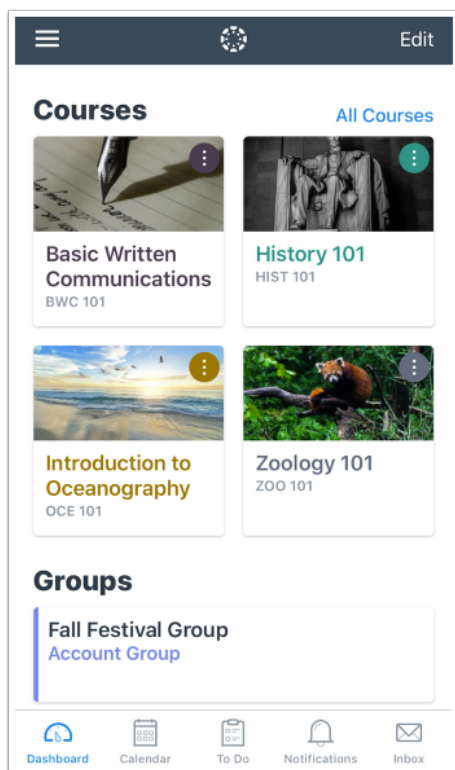 Edit
Courses
All Courses
Basic Written
Communications
BWC 101
History 101
HIST 101
Introduction to
Oceanography
OCE 101
Zoology 101
ZOO 101
Groups
Fall Festival Group
Account Group
Dashboard
Calendar
To Do
Notifications
Inbox